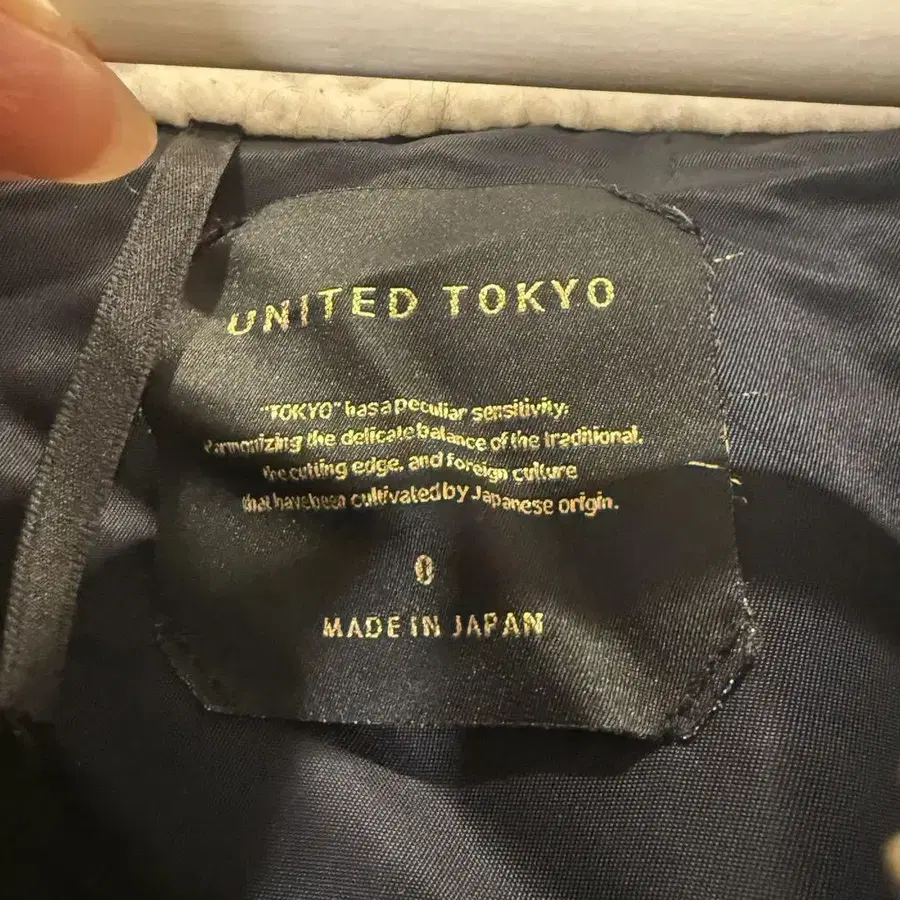 UNITED TOKYO
"TOKYO" has a peculiar sensitivity:
harmonizing the delicate balance of the traditional,
the cutting edge, and foreign culture
that have been cultivated by Japanese origin.
0
MADE IN JAPAN